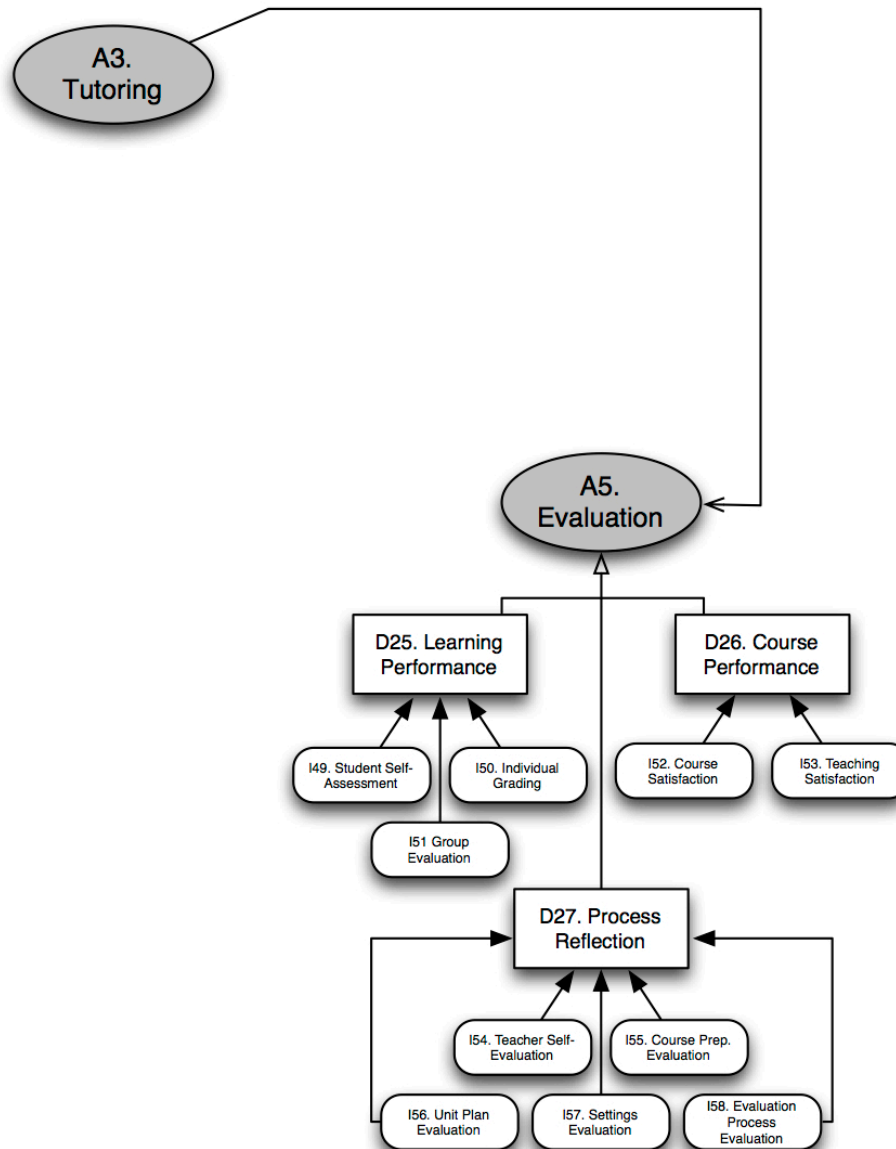 A3.
Tutoring
A5.
Evaluation
D25. Learning
Performance
D26. Course
Performance
I49. Student Self-
Assessment
I50. Individual
Grading
I52. Course
Satisfaction
I53. Teaching
Satisfaction
I51 Group
Evaluation
D27. Process
Reflection
I54. Teacher Self-
Evaluation
I55. Course Prep.
Evaluation
I56. Unit Plan
Evaluation
I57. Settings
Evaluation
I58. Evaluation
Process
Evaluation